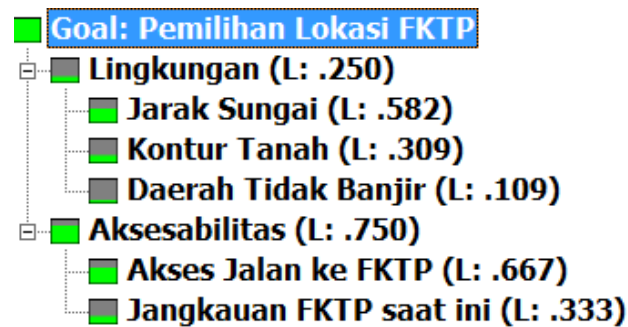 Goal: Pemilihan Lokasi FKTP
Lingkungan (L: .250)
Jarak Sungai (L: .582)
Kontur Tanah (L: .309)
Daerah Tidak Banjir (L: .109)
Aksesabilitas (L: .750)
Akses Jalan ke FKTP (L: .667)
Jangkauan FKTP saat ini (L: .333)